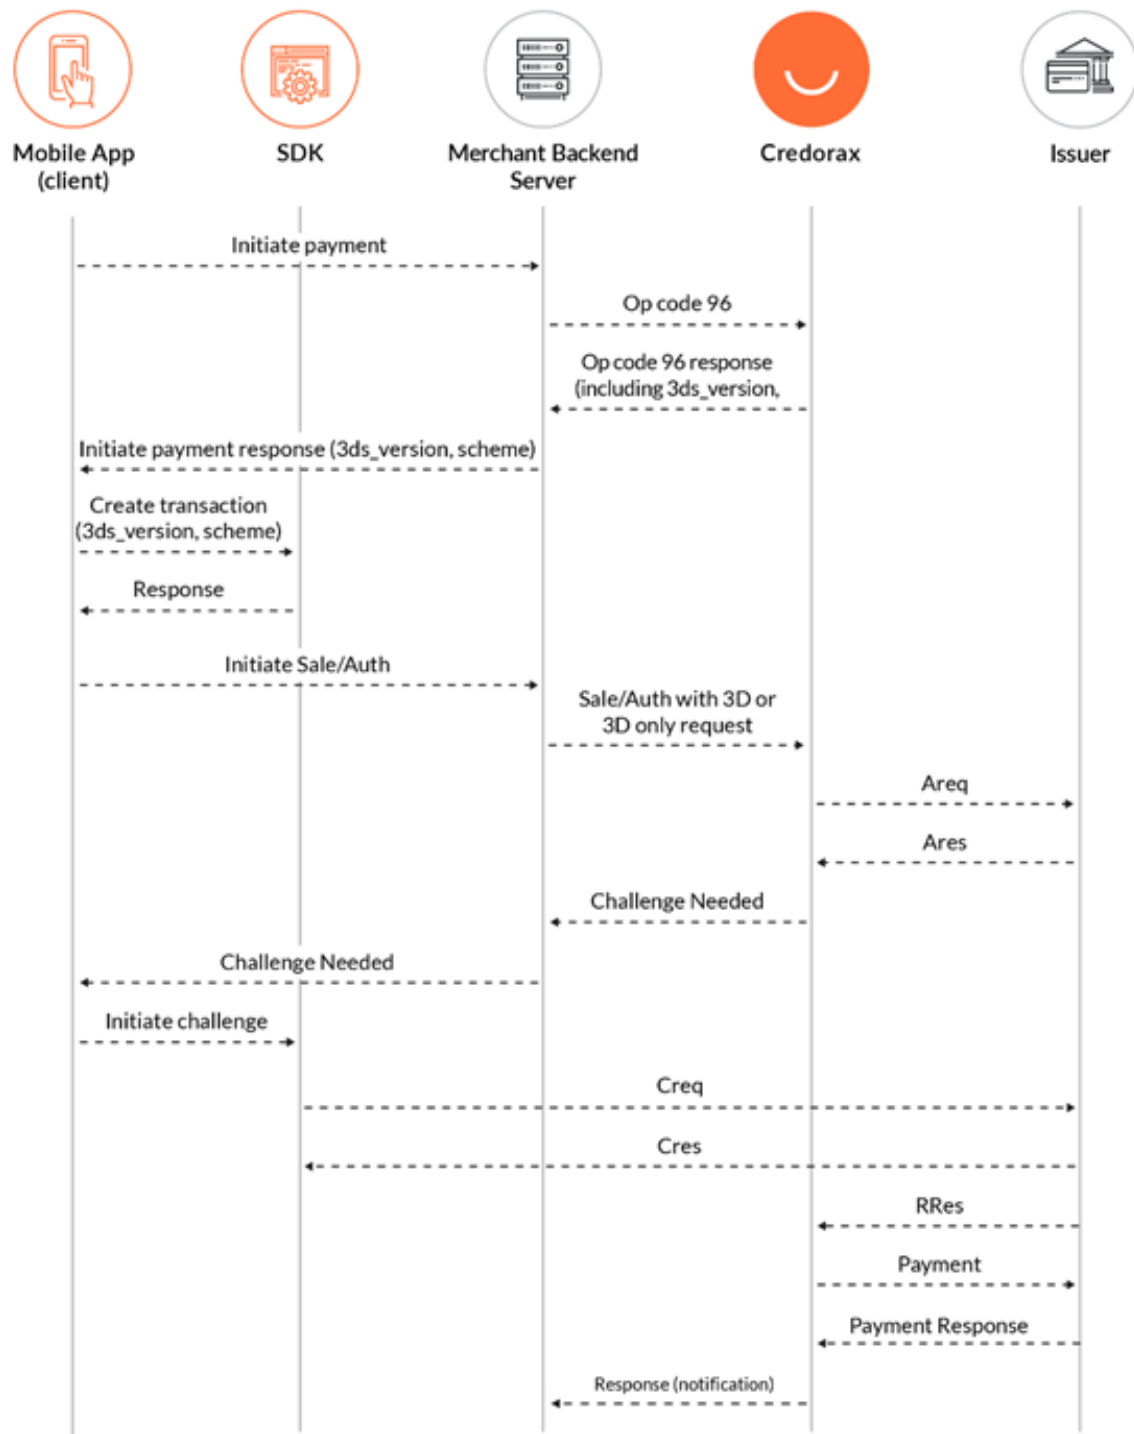 Mobile App
(client)
SDK
Merchant Backend
Server
Credorax
Issuer
Initiate payment
Op code 96
Op code 96 response
(including 3ds_version,
Initiate payment response (3ds_version, scheme)
Create transaction
(3ds_version, scheme)
Response
Initiate Sale/Auth
Sale/Auth with 3D or
3D only request
Areq
Ares
Challenge Needed
Challenge Needed
Initiate challenge
Creq
Cres
RRes
Payment
Payment Response
Response (notification)